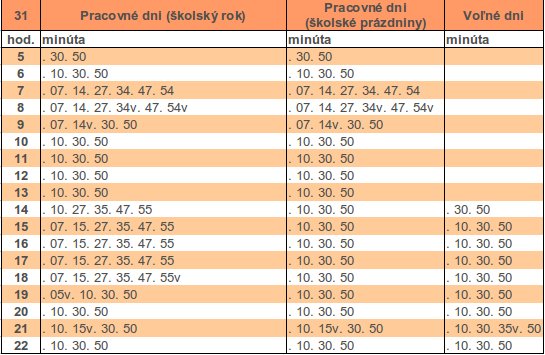 31 Pracovné dni (školský rok) Pracovné dni (školské prázdniny) Voľné dni
hod. minúta minúta minúta
5 . 30. 50 . 30. 50
6 . 10. 30. 50 . 10. 30. 50
7 . 07. 14. 27. 34. 47. 54 . 07. 14. 27. 34. 47. 54
8 . 07. 14. 27. 34v. 47. 54v . 07. 14. 27. 34v. 47. 54v
9 . 07. 14v. 30. 50 . 07. 14v. 30. 50
10 . 10. 30. 50 . 10. 30. 50
11 . 10. 30. 50 . 10. 30. 50
12 . 10. 30. 50 . 10. 30. 50
13 . 10. 30. 50 . 10. 30. 50
14 . 10. 27. 35. 47. 55 . 10. 30. 50 . 30. 50
15 . 07. 15. 27. 35. 47. 55 . 10. 30. 50 . 10. 30. 50
16 . 07. 15. 27. 35. 47. 55 . 10. 30. 50 . 10. 30. 50
17 . 07. 15. 27. 35. 47. 55 . 10. 30. 50 . 10. 30. 50
18 . 07. 15. 27. 35. 47. 55v . 10. 30. 50 . 10. 30. 50
19 . 05v. 10. 30. 50 . 10. 30. 50 . 10. 30. 50
20 . 10. 30. 50 . 10. 30. 50 . 10. 30. 50
21 . 10. 15v. 30. 50 . 10. 15v. 30. 50 . 10. 30. 35v. 50
22 . 10. 30. 50 . 10. 30. 50 . 10. 30. 50